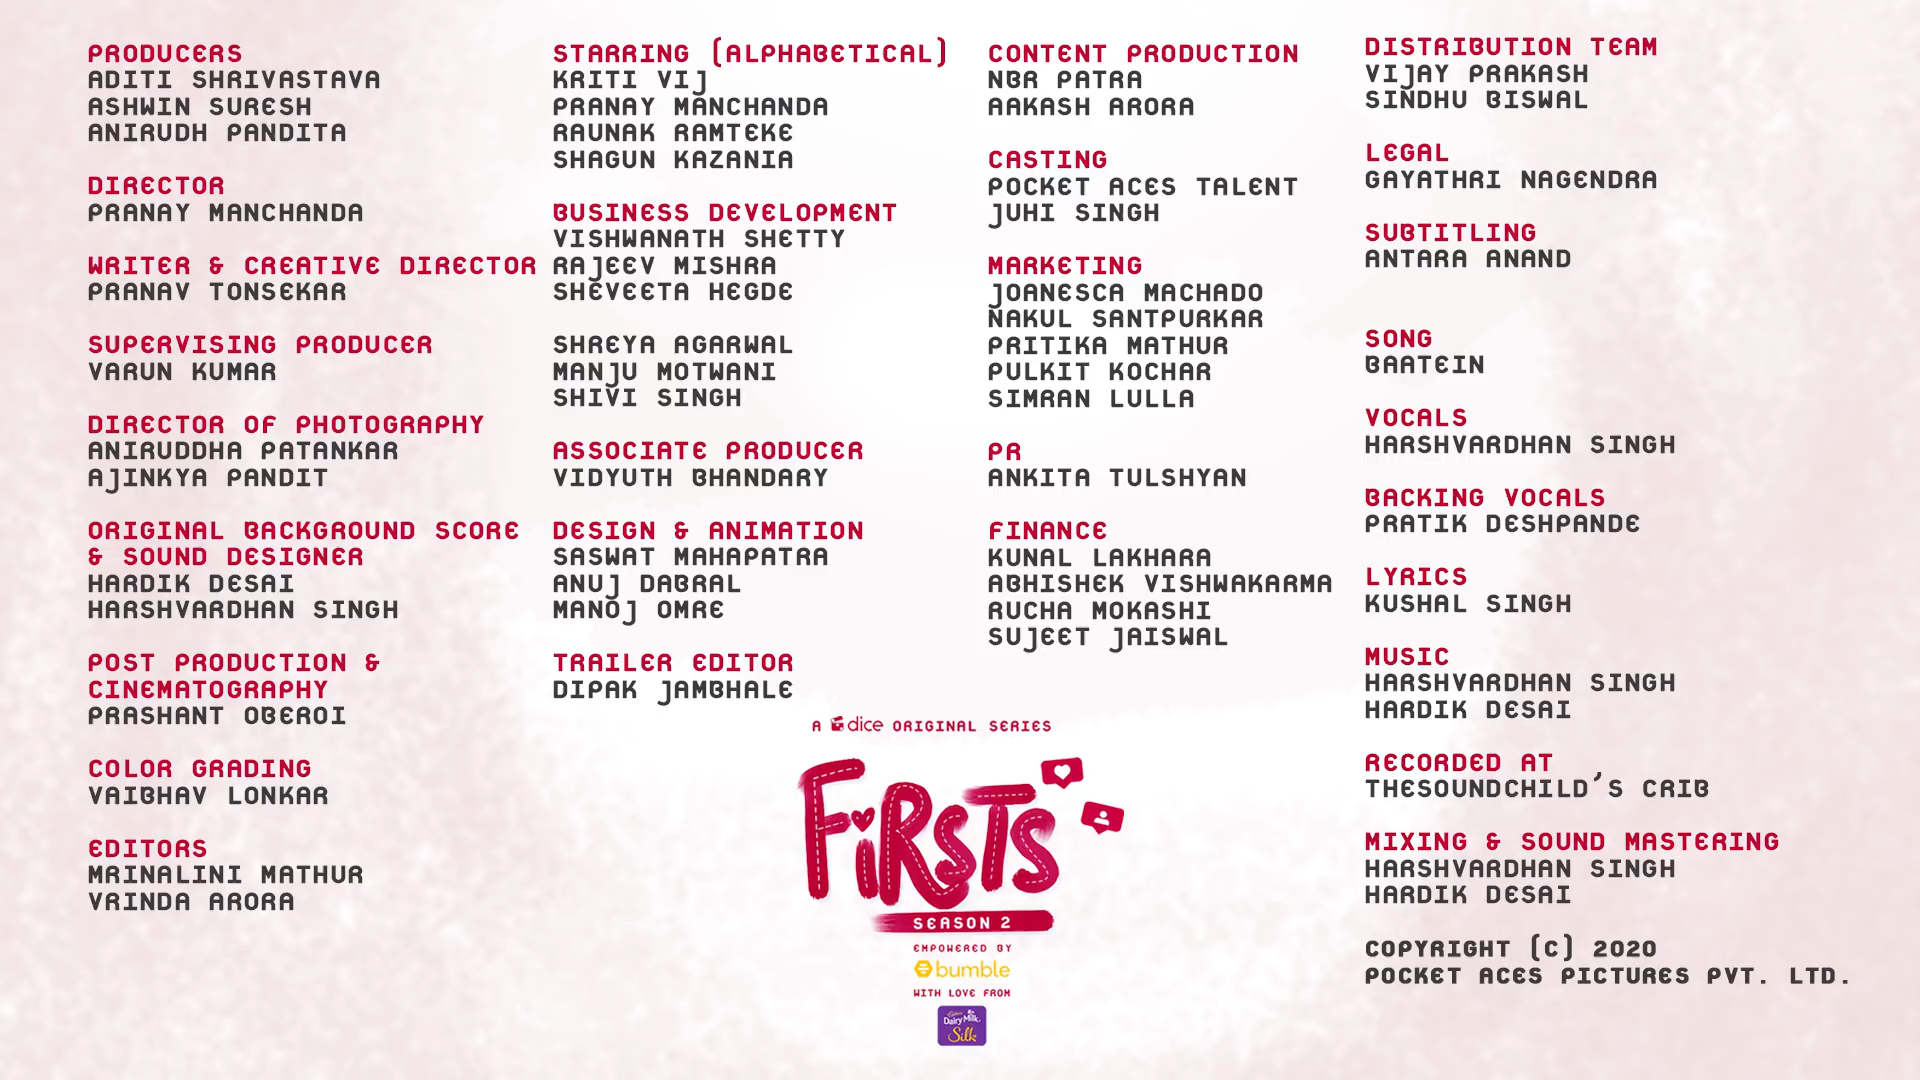 PRODUCERS
ADITI SHRIVASTAVA
ASHWIN SURESH
ANIRUDH PANDITA
DIRECTOR
PRANAY MANCHANDA
WRITER & CREATIVE DIRECTOR
PRANAV TONSEKAR
SUPERVISING PRODUCER
VARUN KUMAR
DIRECTOR OF PHOTOGRAPHY
ANIRUDDHA PATANKAR
AJINKYA PANDIT
ORIGINAL BACKGROUND SCORE
& SOUND DESIGNER
HARDIK DESAI
HARSHVARDHAN SINGH
POST PRODUCTION &
CINEMATOGRAPHY
PRASHANT OBEROI
COLOR GRADING
VAIBHAV LONKAR
EDITORS
MRINALINI MATHUR
VRINDA ARORA
STARRING (ALPHABETICAL)
KRITI VIJ
PRANAY MANCHANDA
RAUNAK RAMTEKE
SHAGUN KAZANIA
BUSINESS DEVELOPMENT
VISHWANATH SHETTY
RAJEEV MISHRA
SHEVEETA HEGDE
SHREYA AGARWAL
MANJU MOTWANI
SHIVI SINGH
ASSOCIATE PRODUCER
VIDYUTH BHANDARY
DESIGN & ANIMATION
SASWAT MAHAPATRA
ANUJ DABRAL
MANOJ OMRE
TRAILER EDITOR
DIPAK JAMBHALE
CONTENT PRODUCTION
NBR PATRA
AAKASH ARORA
CASTING
POCKET ACES TALENT
JUHI SINGH
MARKETING
JOANESCA MACHADO
NAKUL SANTPURKAR
PRITIKA MATHUR
PULKIT KOCHAR
SIMRAN LULLA
PR
ANKITA TULSHYAN
FINANCE
KUNAL LAKHARA
ABHISHEK VISHWAKARMA
RUCHA MOKASHI
SUJEET JAISWAL
A dice ORIGINAL SERIES
FiRSTS
SEASON 2
EMPOWERED BY
bumble
WITH LOVE FROM
Cadbury
Dairy Milk
Silk
DISTRIBUTION TEAM
VIJAY PRAKASH
SINDHU BISWAL
LEGAL
GAYATHRI NAGENDRA
SUBTITLING
ANTARA ANAND
SONG
BAATEIN
VOCALS
HARSHVARDHAN SINGH
BACKING VOCALS
PRATIK DESHPANDE
LYRICS
KUSHAL SINGH
MUSIC
HARSHVARDHAN SINGH
HARDIK DESAI
RECORDED AT
THESOUNDCHILD'S CRIB
MIXING & SOUND MASTERING
HARSHVARDHAN SINGH
HARDIK DESAI
COPYRIGHT (C) 2020
POCKET ACES PICTURES PVT. LTD.